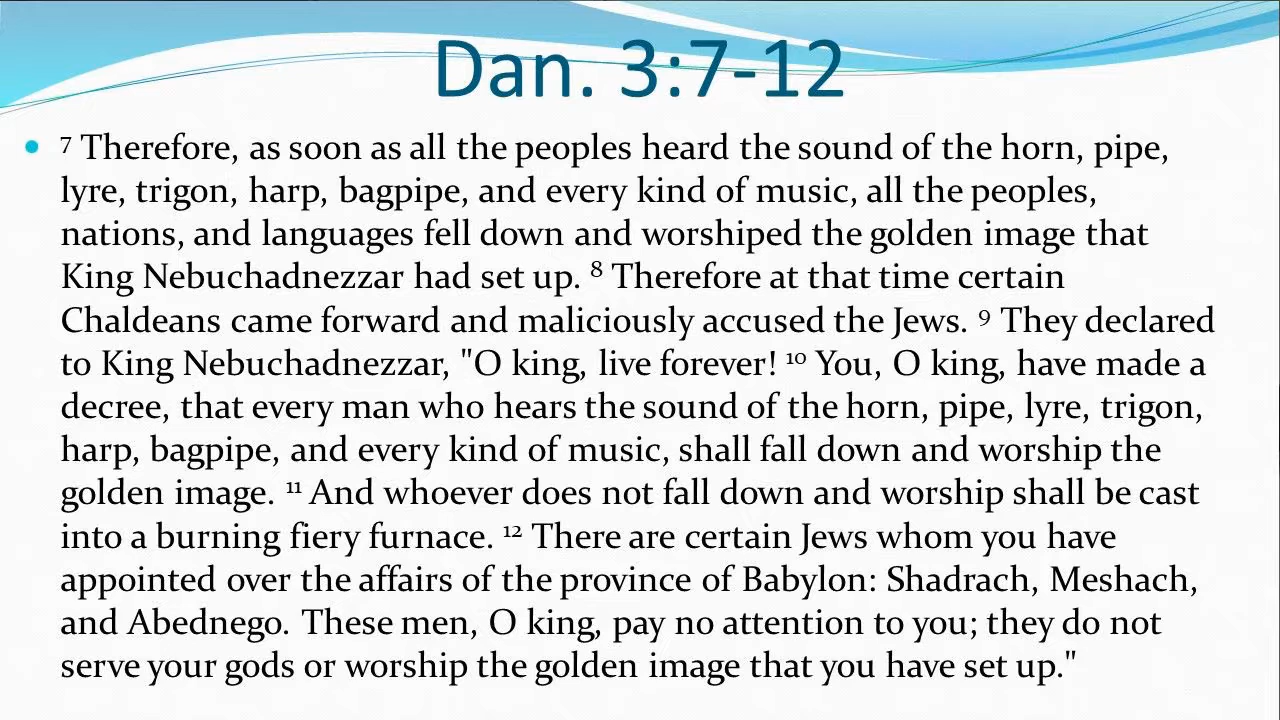 Dan. 3:7-12
• ⁷ Therefore, as soon as all the peoples heard the sound of the horn, pipe,
lyre, trigon, harp, bagpipe, and every kind of music, all the peoples,
nations, and languages fell down and worshiped the golden image that
King Nebuchadnezzar had set up. ⁸ Therefore at that time certain
Chaldeans came forward and maliciously accused the Jews. ⁹ They declared
to King Nebuchadnezzar, "O king, live forever! ¹⁰ You, O king, have made a
decree, that every man who hears the sound of the horn, pipe, lyre, trigon,
harp, bagpipe, and every kind of music, shall fall down and worship the
golden image. ¹¹ And whoever does not fall down and worship shall be cast
into a burning fiery furnace. ¹² There are certain Jews whom you have
appointed over the affairs of the province of Babylon: Shadrach, Meshach,
and Abednego. These men, O king, pay no attention to you; they do not
serve your gods or worship the golden image that you have set up."